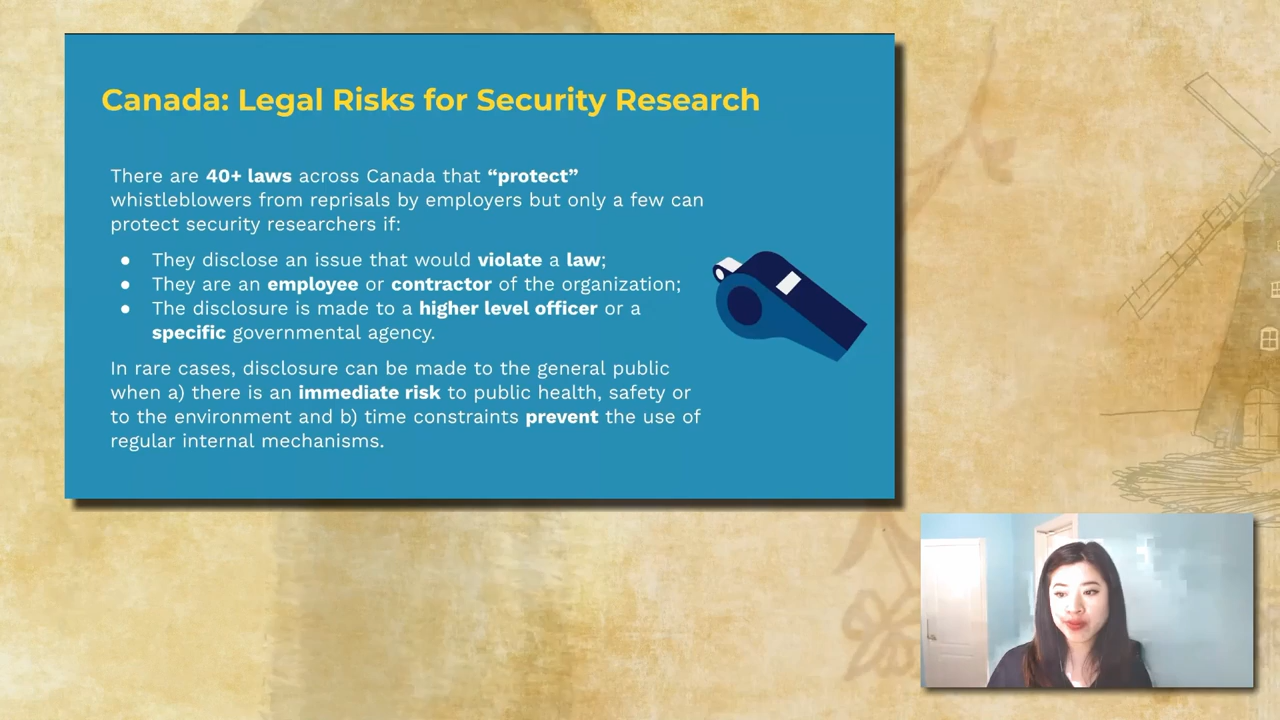 Canada: Legal Risks for Security Research
There are 40+ laws across Canada that “protect”
whistleblowers from reprisals by employers but only a few can
protect security researchers if:
● They disclose an issue that would violate a law;
● They are an employee or contractor of the organization;
● The disclosure is made to a higher level officer or a
specific governmental agency.
In rare cases, disclosure can be made to the general public
when a) there is an immediate risk to public health, safety or
to the environment and b) time constraints prevent the use of
regular internal mechanisms.